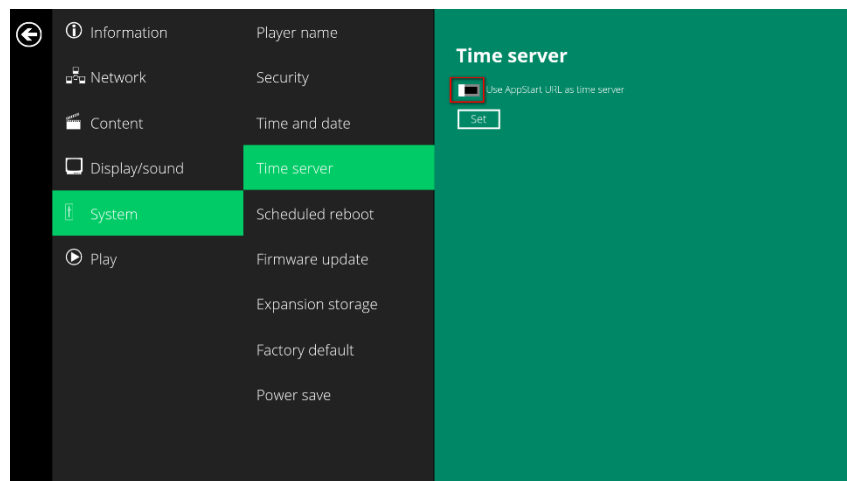 Information
Network
Content
Display/sound
System
Play
Player name
Security
Time and date
Time server
Scheduled reboot
Firmware update
Expansion storage
Factory default
Power save
Time server
Use AppStart URL as time server
Set